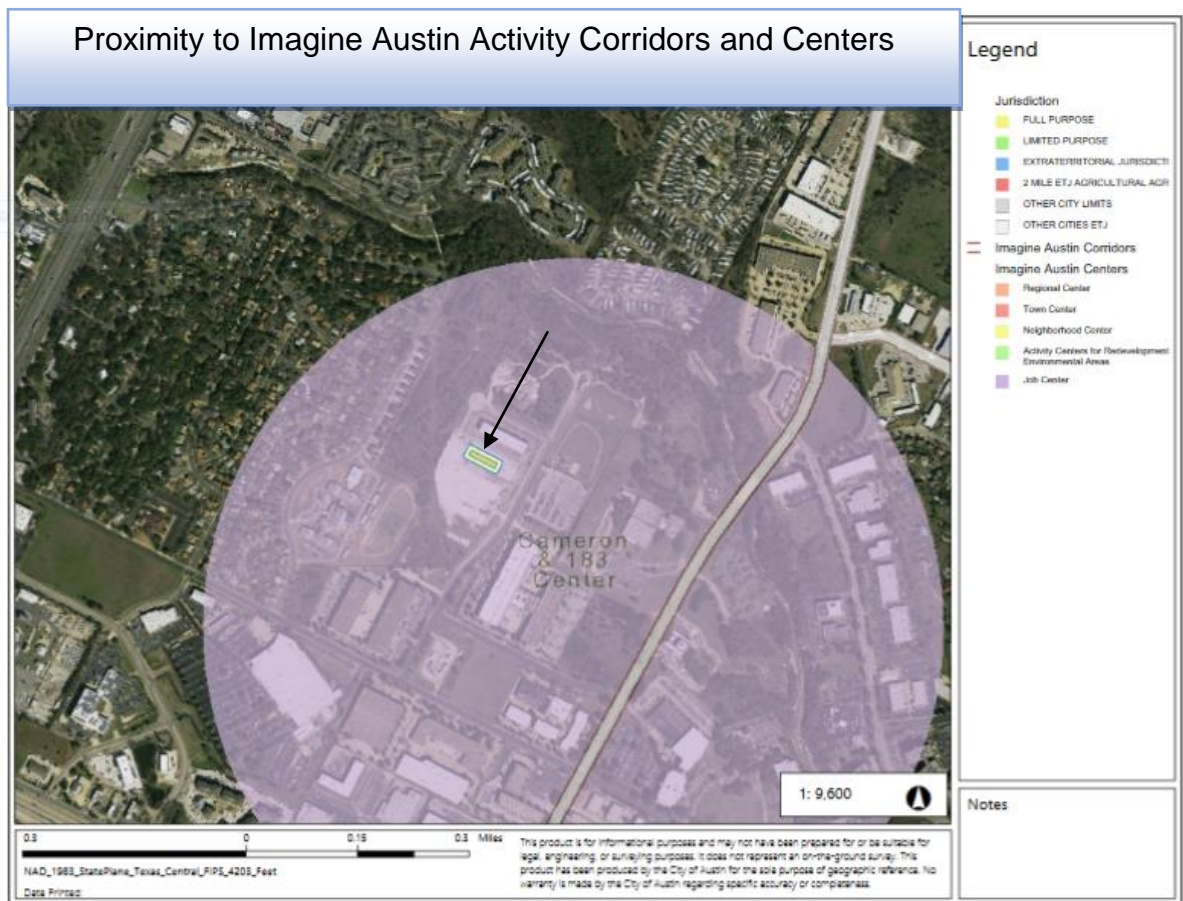 Proximity to Imagine Austin Activity Corridors and Centers
Legend
Jurisdiction
FULL PURPOSE
LIMITED PURPOSE
EXTRATERRITORIAL JURISDICTI
2 MILE ETJ AGRICULTURAL AGR
OTHER CITY LIMITS
OTHER CITIES ETJ
Imagine Austin Corridors
Imagine Austin Centers
Regional Center
Town Center
Neighborhood Center
Activity Centers for Redevelopment
Environmental Areas
Job Center
Cameron
& 183
Center
1: 9,600
Notes
0.3 0 0.15 0.3 Miles
NAD_1983_StatePlane_Texas_Central_FIPS_4203_Feet
Date Printed:
This product is for informational purposes and may not have been prepared for or be suitable for
legal, engineering, or surveying purposes. It does not represent an on-the-ground survey. This
product has been produced by the City of Austin for the sole purpose of geographic reference. No
warranty is made by the City of Austin regarding specific accuracy or completeness.